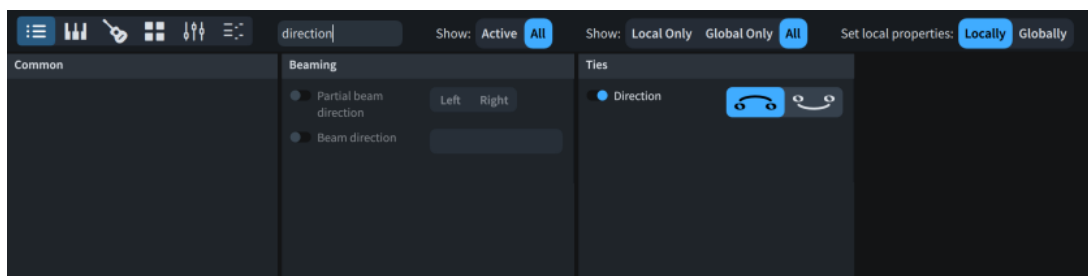 direction
Show: Active All
Show: Local Only Global Only All
Set local properties: Locally Globally
Common
Beaming
Partial beam
direction
Left Right
Beam direction
Ties
Direction